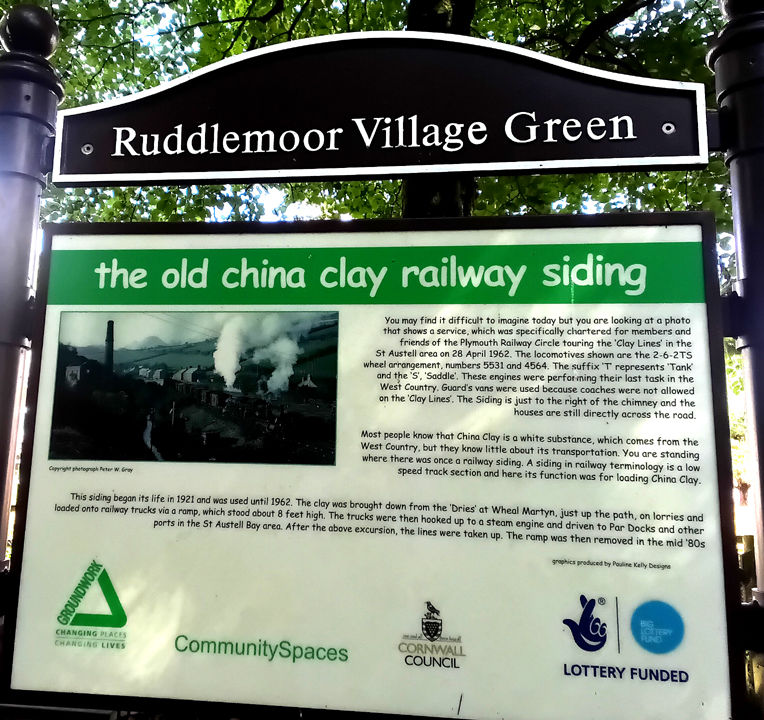 Ruddlemoor Village Green
the old china clay railway siding
You may find it difficult to imagine today but you are looking at a photo
that shows a service, which was specifically chartered for members and
friends of the Plymouth Railway Circle touring the 'Clay Lines' in the
St Austell area on 28 April 1962. The locomotives shown are the 2-6-2TS
wheel arrangement, numbers 5531 and 4564. The suffix 'T' represents 'Tank'
and the 'S', 'Saddle'. These engines were performing their last task in the
West Country. Guard's vans were used because coaches were not allowed
on the 'Clay Lines'. The Siding is just to the right of the chimney and the
houses are still directly across the road.
Copyright photograph Peter W. Gray
Most people know that China Clay is a white substance, which comes from the
West Country, but they know little about its transportation. You are standing
where there was once a railway siding. A siding in railway terminology is a low
speed track section and here its function was for loading China Clay.
This siding began its life in 1921 and was used until 1962. The clay was brought down from the 'Dries' at Wheal Martyn, just up the path, on lorries and
loaded onto railway trucks via a ramp, which stood about 8 feet high. The trucks were then hooked up to a steam engine and driven to Par Docks and other
ports in the St Austell Bay area. After the above excursion, the lines were taken up. The ramp was then removed in the mid '80s
graphics produced by Pauline Kelly Designs
GROUNDWORK
CHANGING PLACES
CHANGING LIVES
CommunitySpaces
CORNWALL
COUNCIL
®
BIG
LOTTERY
FUND
LOTTERY FUNDED